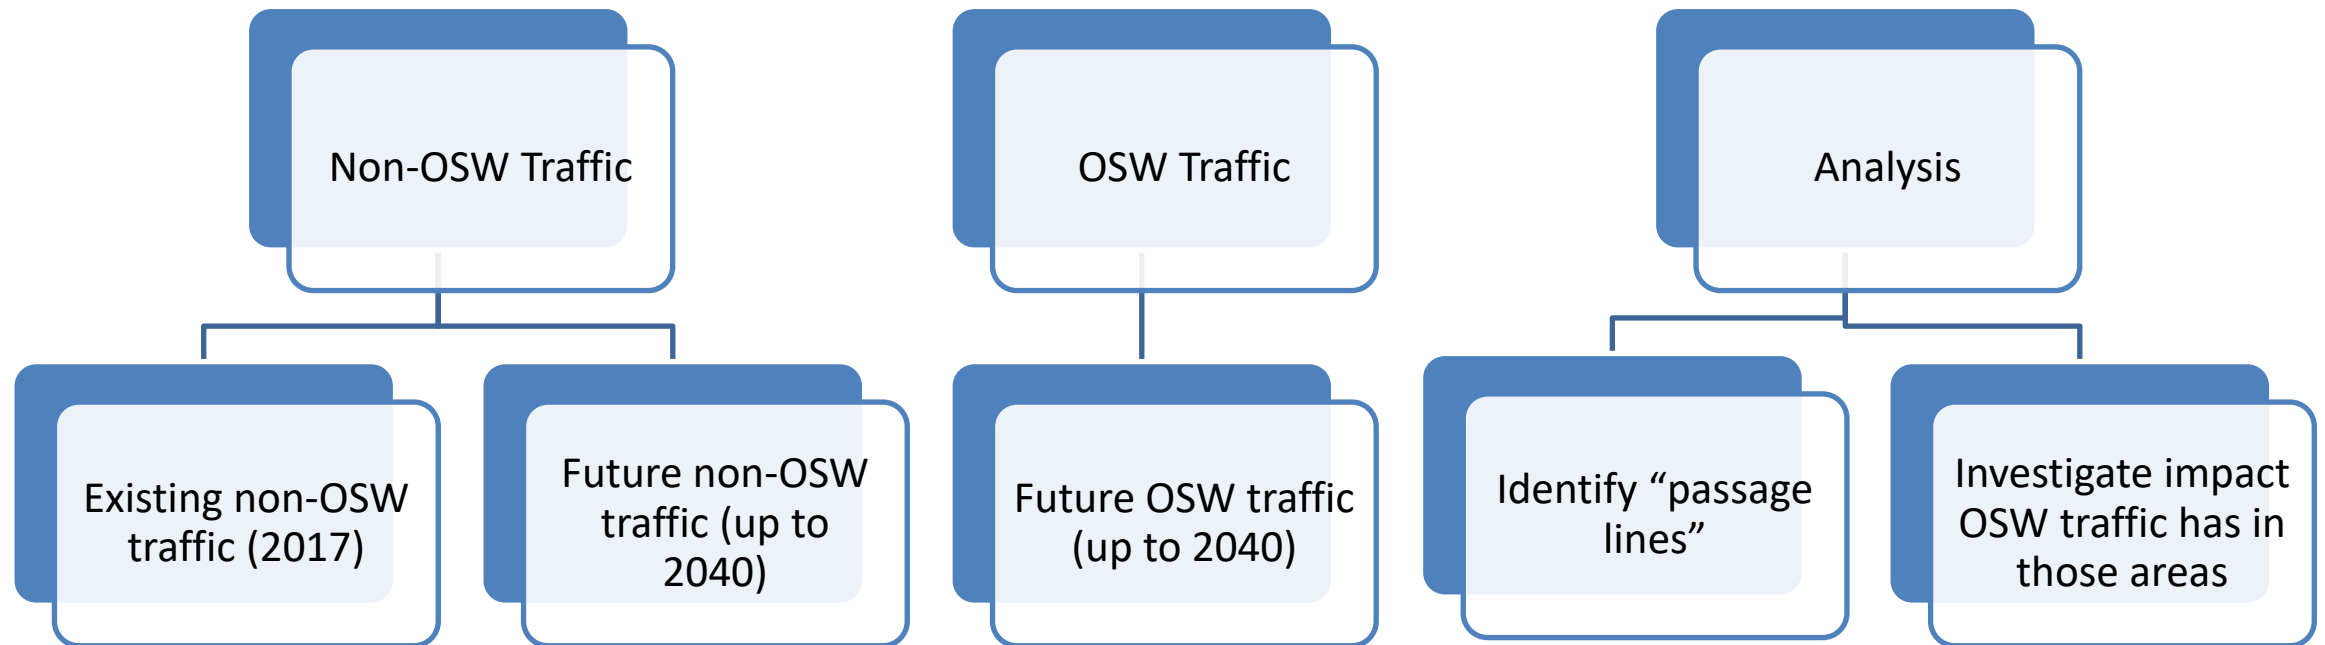 Non-OSW Traffic
OSW Traffic
Analysis
Existing non-OSW
traffic (2017)
Future non-OSW
traffic (up to
2040)
Future OSW traffic
(up to 2040)
Identify “passage
lines”
Investigate impact
OSW traffic has in
those areas